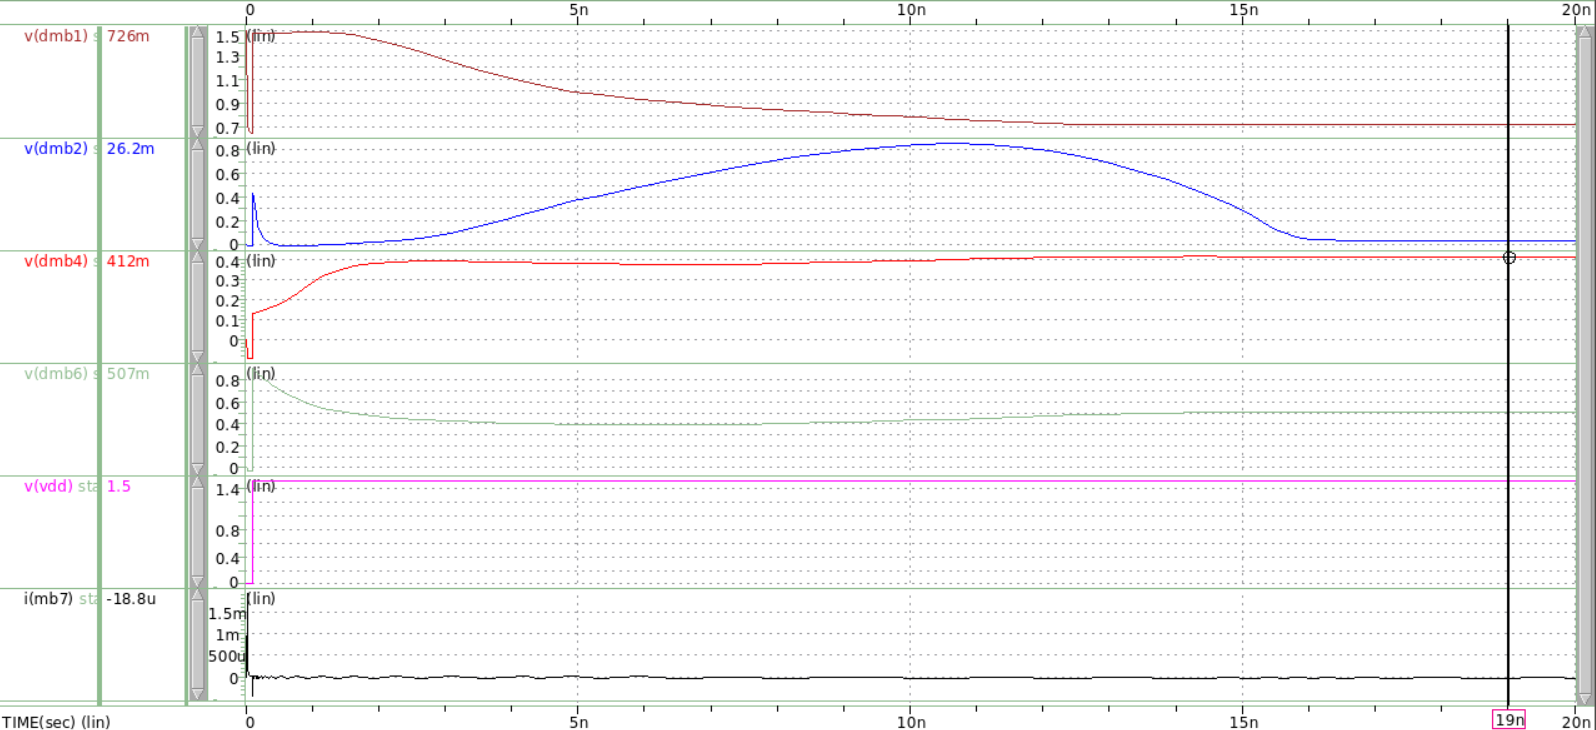 0 5n 10n 15n 20n
v(dmb1) s 726m 1.5 (lin)
1.3
1.1
0.9
0.7
v(dmb2) s 26.2m 0.8 (lin)
0.6
0.4
0.2
0
v(dmb4) s 412m 0.4 (lin)
0.3
0.2
0.1
0
v(dmb6) s 507m 0.8 (lin)
0.6
0.4
0.2
0
v(vdd) sta 1.5 1.4 (lin)
0.8
0.4
0
i(mb7) sta -18.8u (lin)
1.5m
1m
500u
0
TIME(sec) (lin) 0 5n 10n 15n 19n 20n